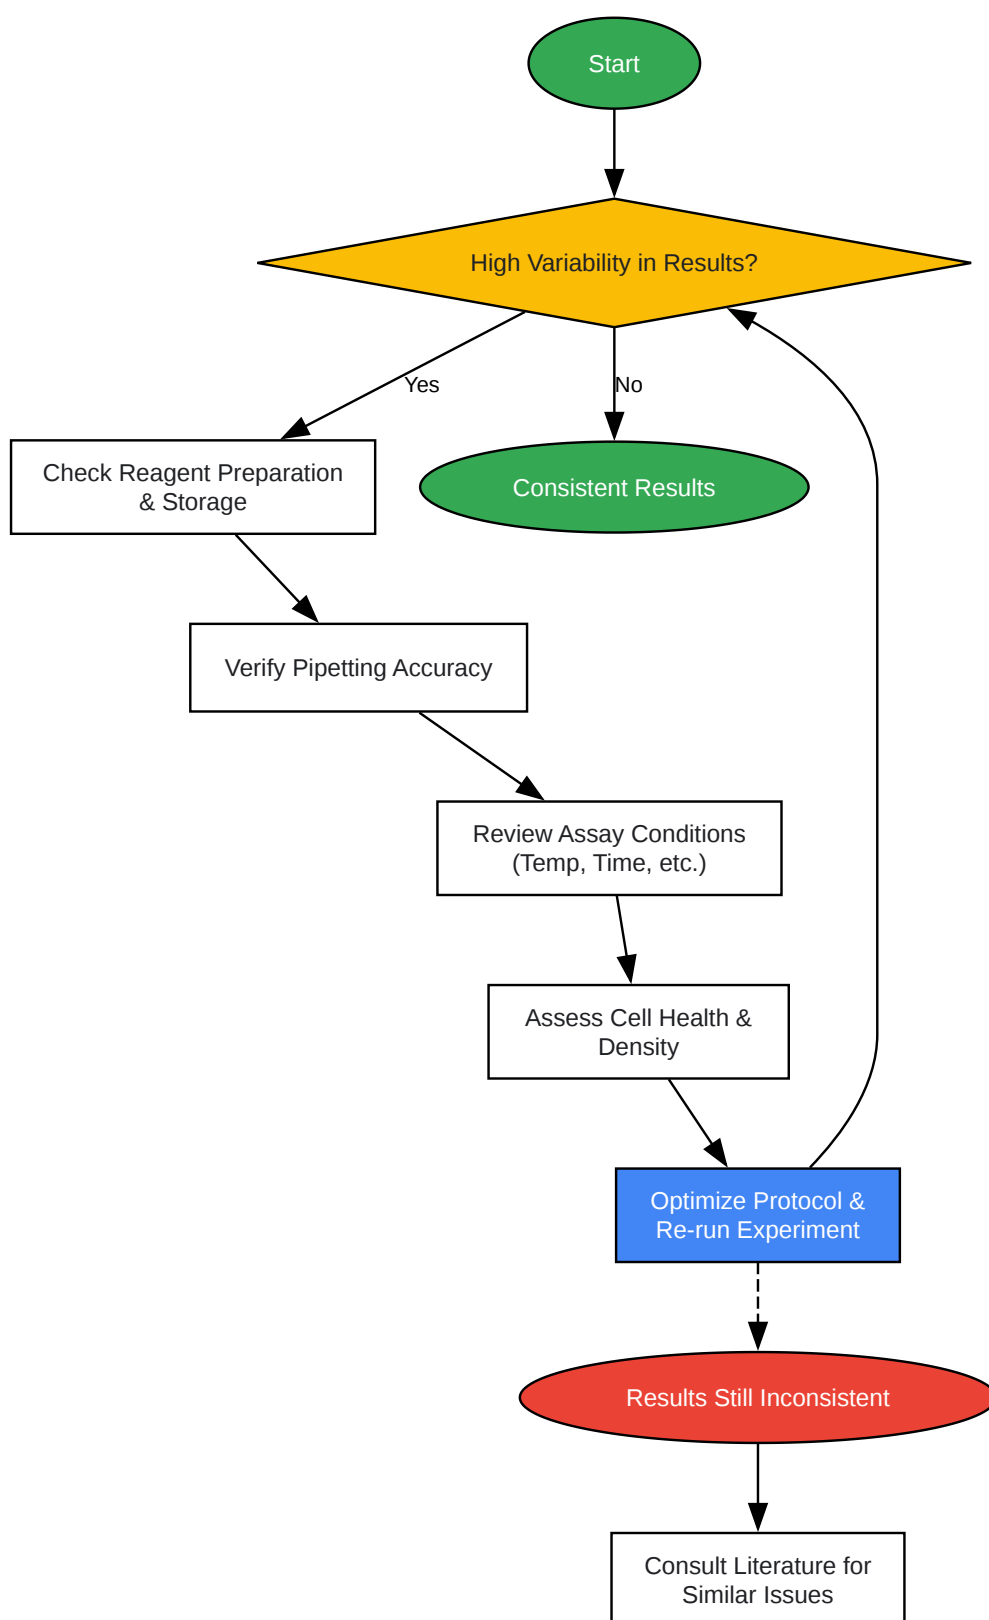 Start
High Variability in Results?
Yes
No
Check Reagent Preparation
& Storage
Consistent Results
Verify Pipetting Accuracy
Review Assay Conditions
(Temp, Time, etc.)
Assess Cell Health &
Density
Optimize Protocol &
Re-run Experiment
Results Still Inconsistent
Consult Literature for
Similar Issues